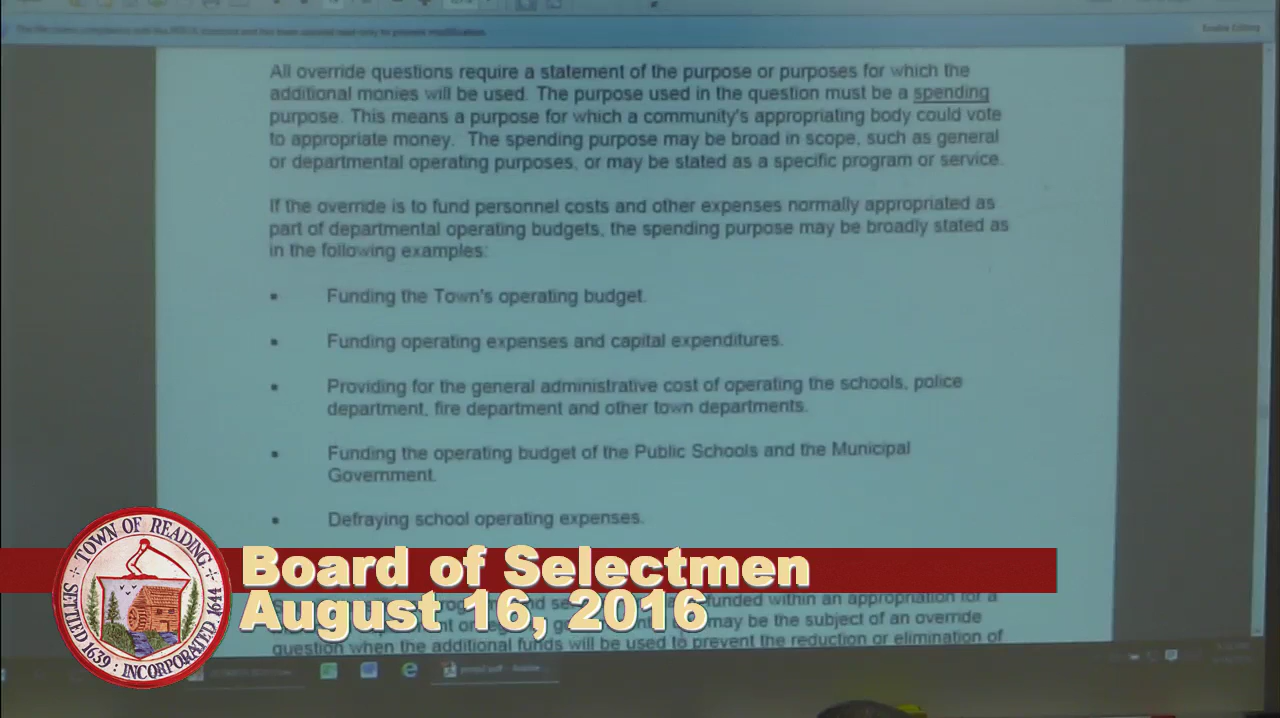 Enable Editing
All override questions require a statement of the purpose or purposes for which the
additional monies will be used. The purpose used in the question must be a spending
purpose. This means a purpose for which a community's appropriating body could vote
to appropriate money. The spending purpose may be broad in scope, such as general
or departmental operating purposes, or may be stated as a specific program or service.
If the override is to fund personnel costs and other expenses normally appropriated as
part of departmental operating budgets, the spending purpose may be broadly stated as
in the following examples:
▪ Funding the Town's operating budget.
▪ Funding operating expenses and capital expenditures.
▪ Providing for the general administrative cost of operating the schools, police
department, fire department and other town departments.
▪ Funding the operating budget of the Public Schools and the Municipal
Government.
▪ Defraying school operating expenses.
funded within an appropriation for a
may be the subject of an override
question when the additional funds will be used to prevent the reduction or elimination of
TOWN OF READING
SETTLED 1639 : INCORPORATED 1644
Board of Selectmen
August 16, 2016